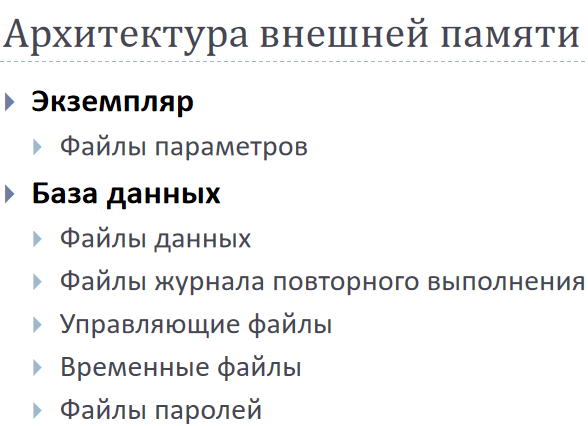 Архитектура внешней памяти
Экземпляр
Файлы параметров
База данных
Файлы данных
Файлы журнала повторного выполнения
Управляющие файлы
Временные файлы
Файлы паролей